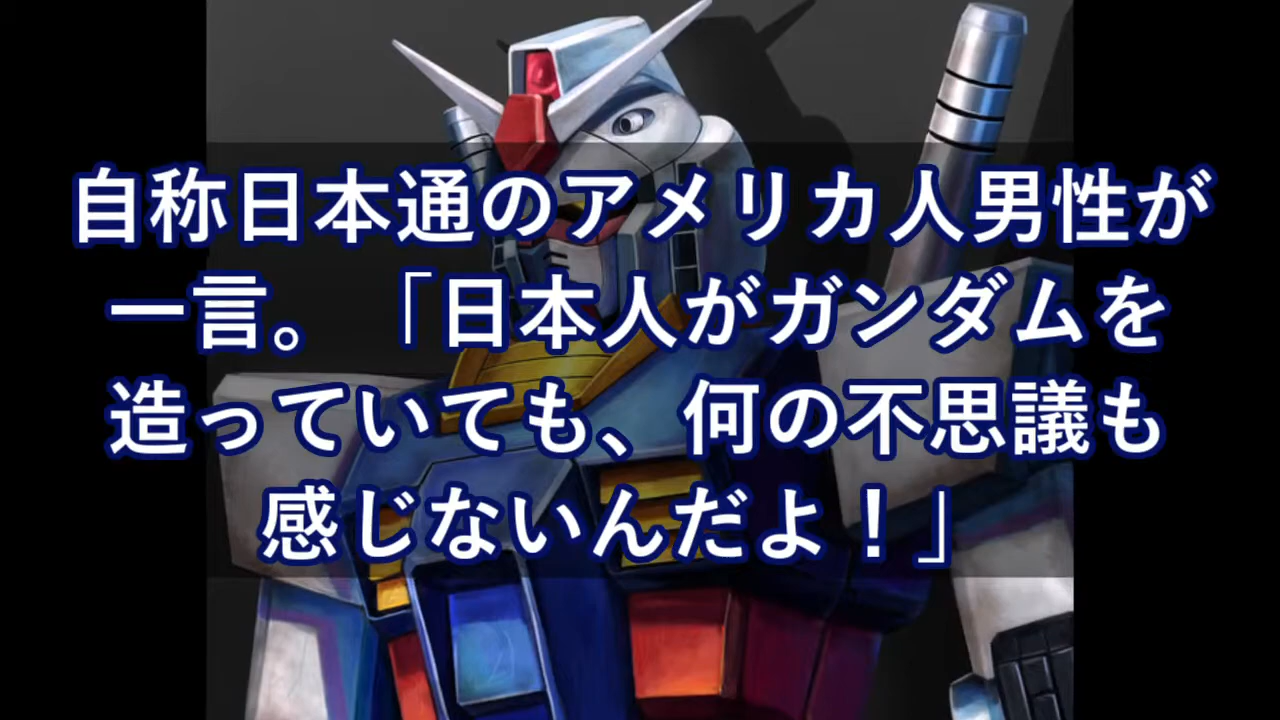 自称日本通のアメリカ人男性が
一言。「日本人がガンダムを
造っていても、何の不思議も
感じないんだよ！」